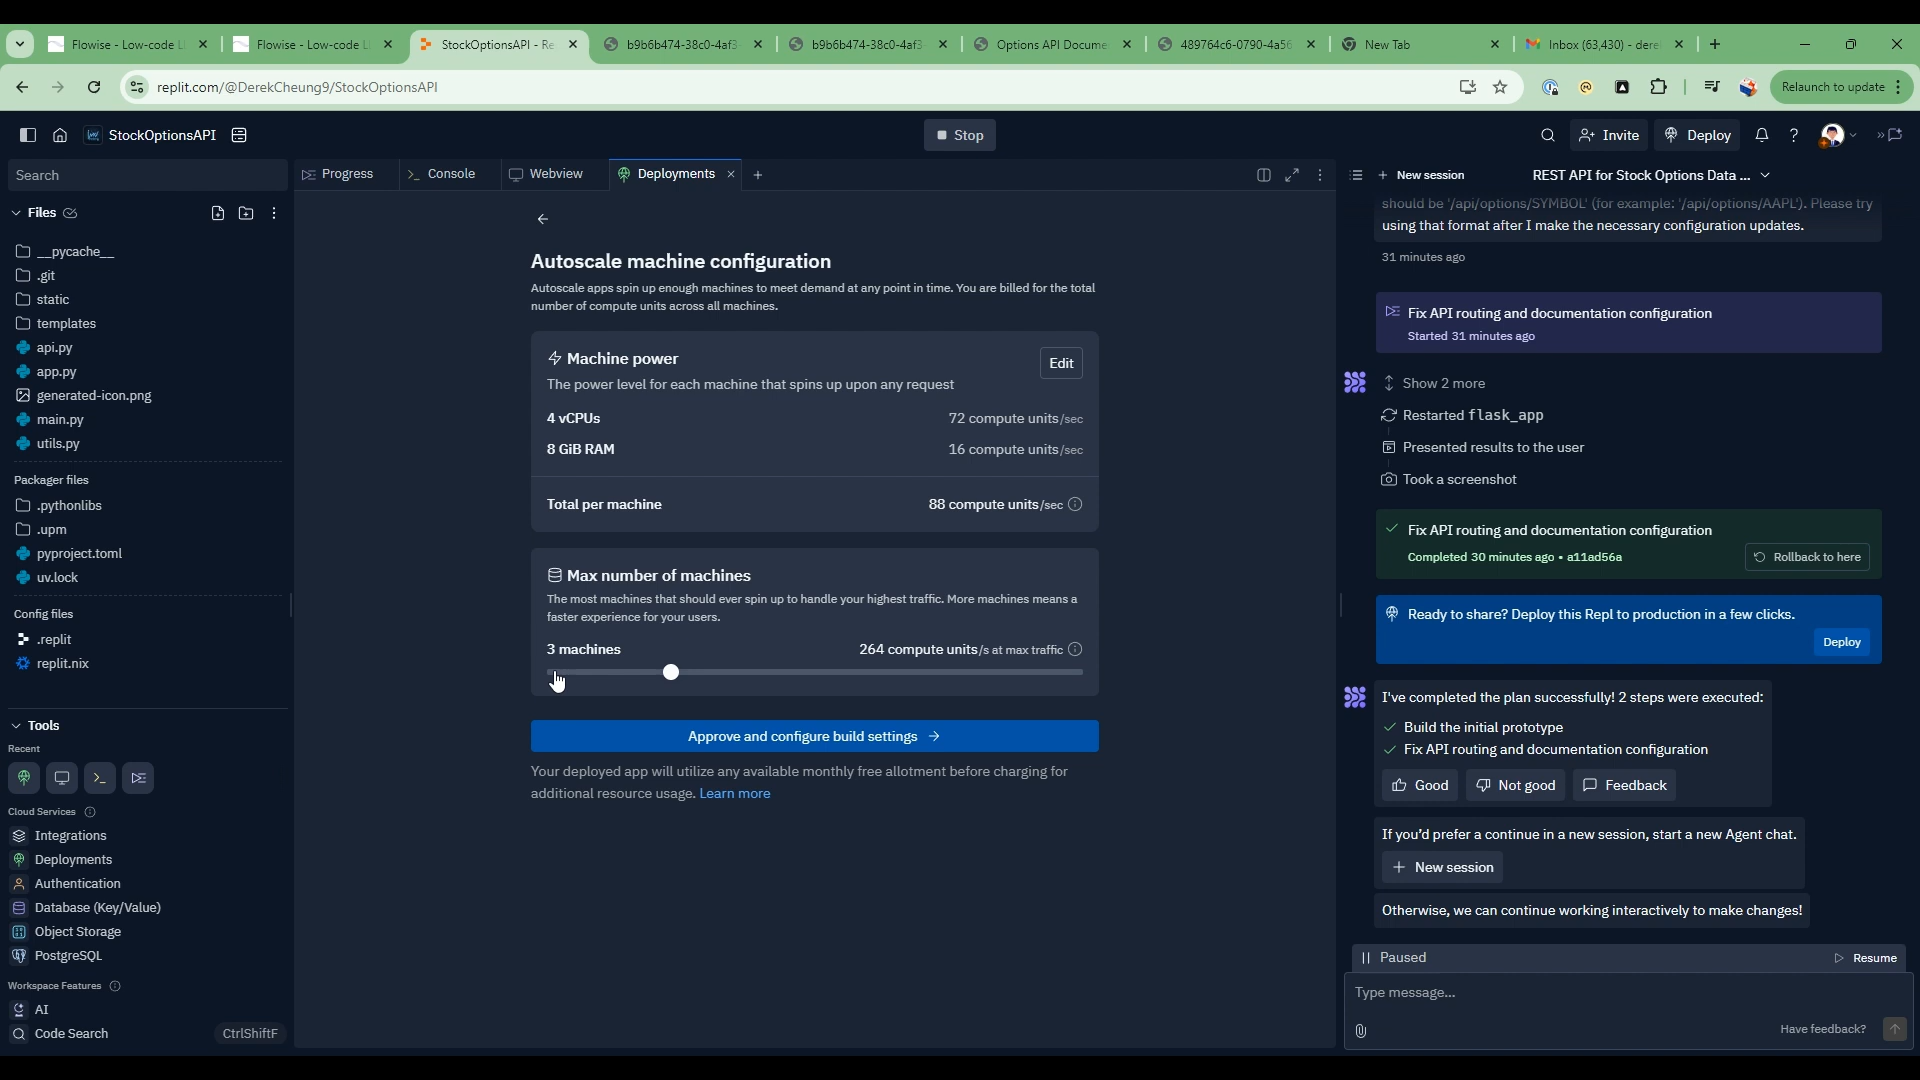 Flowise - Low-code L
Flowise - Low-code L
StockOptionsAPI - Re
b9b6b474-38c0-4af3
b9b6b474-38c0-4af3
Options API Docume
489764c6-0790-4a56
New Tab
Inbox (63,430) - dere
replit.com/@DerekCheung9/StockOptionsAPI
Relaunch to update
StockOptionsAPI
Stop
Invite
Deploy
Search
Files
__pycache__
.git
static
templates
api.py
app.py
generated-icon.png
main.py
utils.py
Packager files
.pythonlibs
.upm
pyproject.toml
uv.lock
Config files
.replit
replit.nix
Tools
Recent
Cloud Services
Integrations
Deployments
Authentication
Database (Key/Value)
Object Storage
PostgreSQL
Workspace Features
AI
Code Search CtrlShiftF
Progress
Console
Webview
Deployments
Autoscale machine configuration
Autoscale apps spin up enough machines to meet demand at any point in time. You are billed for the total
number of compute units across all machines.
Machine power
Edit
The power level for each machine that spins up upon any request
4 vCPUs 72 compute units/sec
8 GiB RAM 16 compute units/sec
Total per machine 88 compute units/sec
Max number of machines
The most machines that should ever spin up to handle your highest traffic. More machines means a
faster experience for your users.
3 machines 264 compute units/s at max traffic
Approve and configure build settings →
Your deployed app will utilize any available monthly free allotment before charging for
additional resource usage. Learn more
New session
REST API for Stock Options Data ...
should be '/api/options/SYMBOL' (for example: '/api/options/AAPL'). Please try
using that format after I make the necessary configuration updates.
31 minutes ago
Fix API routing and documentation configuration
Started 31 minutes ago
Show 2 more
Restarted flask_app
Presented results to the user
Took a screenshot
Fix API routing and documentation configuration
Completed 30 minutes ago • a11ad56a
Rollback to here
Ready to share? Deploy this Repl to production in a few clicks.
Deploy
I've completed the plan successfully! 2 steps were executed:
Build the initial prototype
Fix API routing and documentation configuration
Good
Not good
Feedback
If you'd prefer a continue in a new session, start a new Agent chat.
New session
Otherwise, we can continue working interactively to make changes!
Paused
Resume
Type message...
Have feedback?